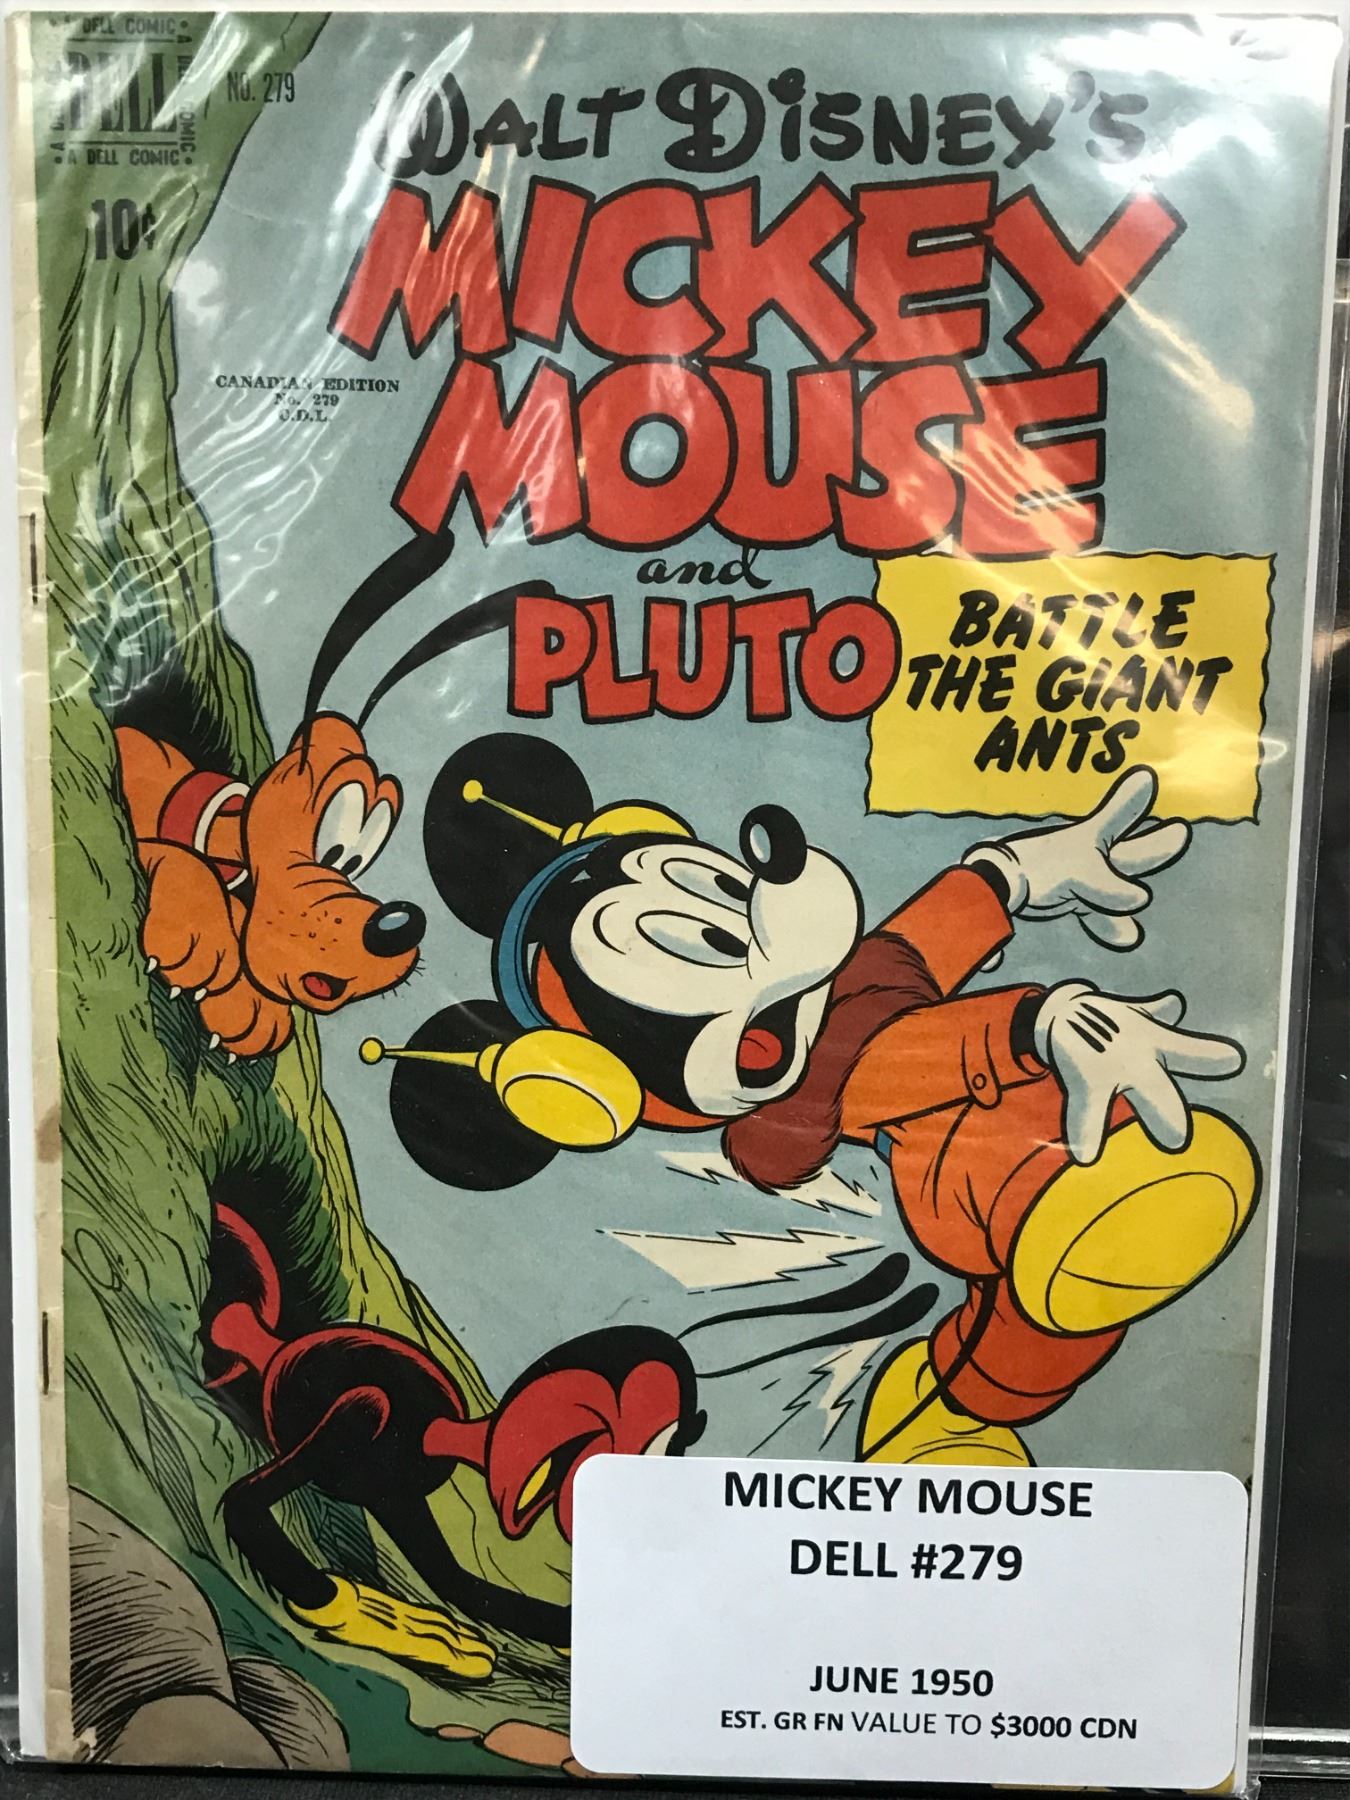 A DELL COMIC
DELL
A DELL COMIC
NO. 279
10¢
WALT DISNEY'S
MICKEY
MOUSE
CANADIAN EDITION
No. 279
C.D.L.
and
PLUTO
BATTLE
THE GIANT
ANTS
MICKEY MOUSE
DELL #279
JUNE 1950
EST. GR FN VALUE TO $3000 CDN